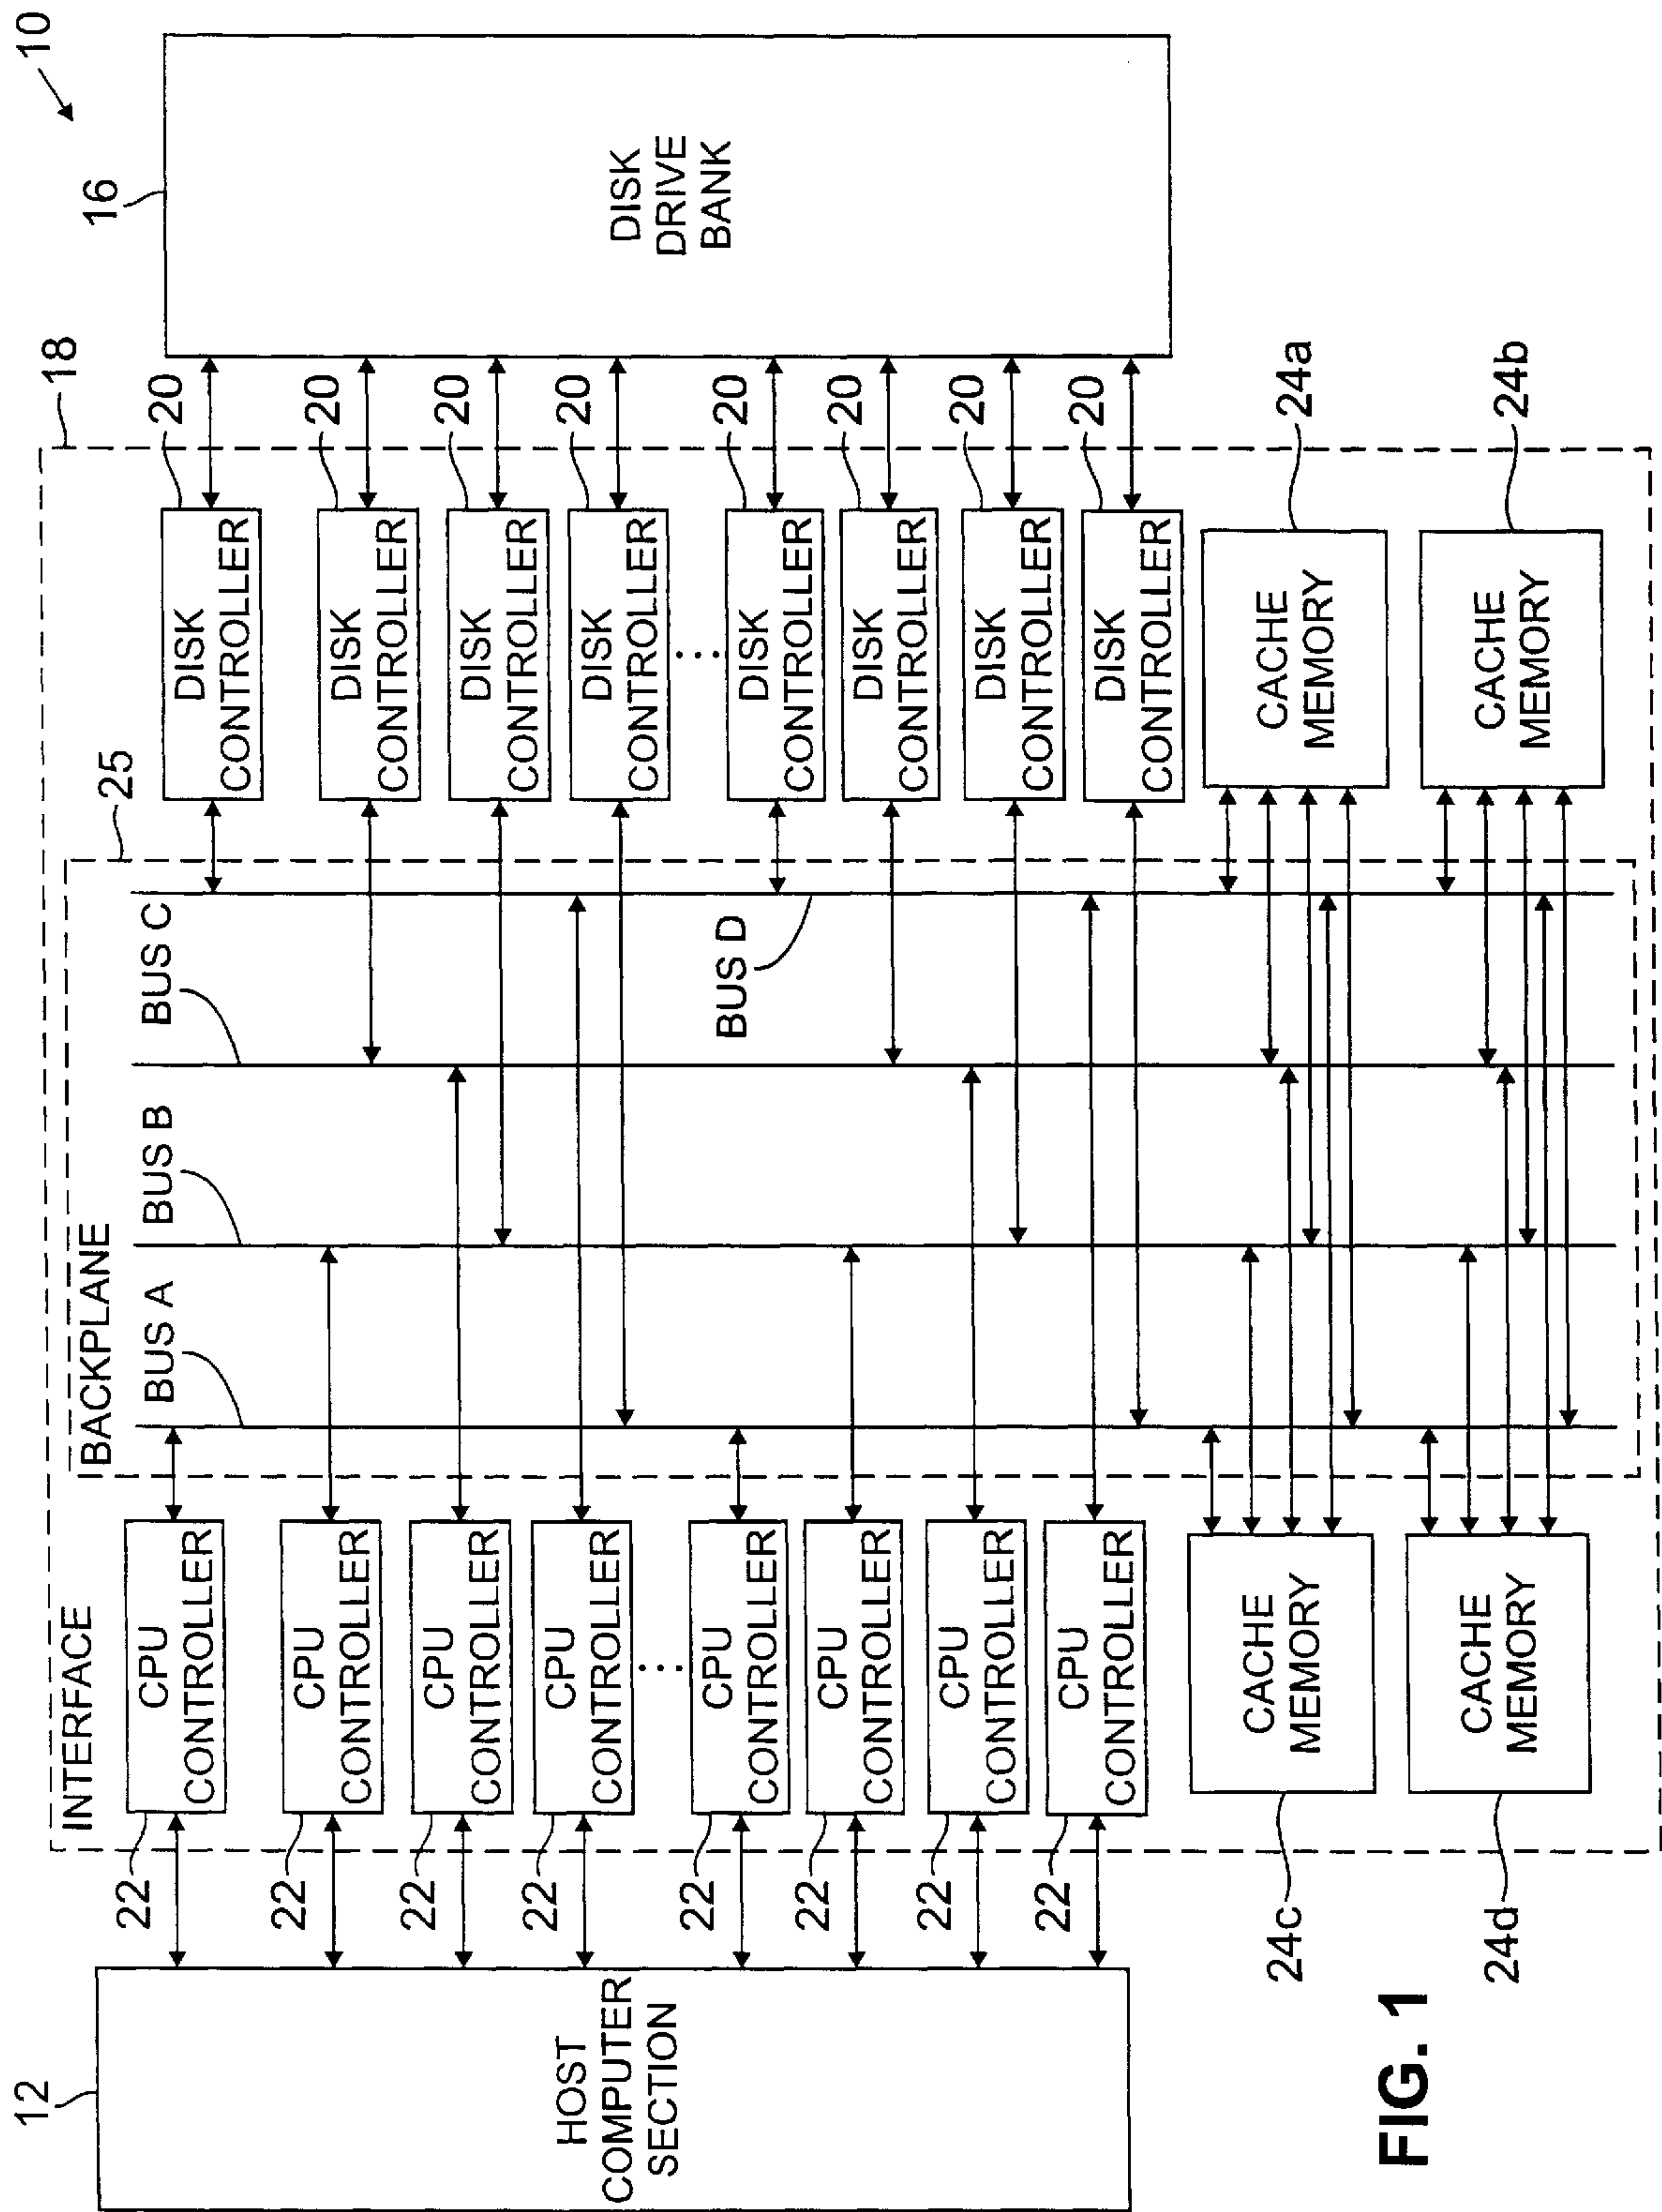 10
12
HOST
COMPUTER
SECTION
16
DISK
DRIVE
BANK
18
INTERFACE
25
BACKPLANE
BUS A
BUS B
BUS C
BUS D
22
CPU
CONTROLLER
22
CPU
CONTROLLER
22
CPU
CONTROLLER
22
CPU
CONTROLLER
22
CPU
CONTROLLER
22
CPU
CONTROLLER
22
CPU
CONTROLLER
22
CPU
CONTROLLER
20
DISK
CONTROLLER
20
DISK
CONTROLLER
20
DISK
CONTROLLER
20
DISK
CONTROLLER
20
DISK
CONTROLLER
20
DISK
CONTROLLER
20
DISK
CONTROLLER
20
DISK
CONTROLLER
24c
CACHE
MEMORY
24a
CACHE
MEMORY
24d
CACHE
MEMORY
24b
CACHE
MEMORY
FIG. 1